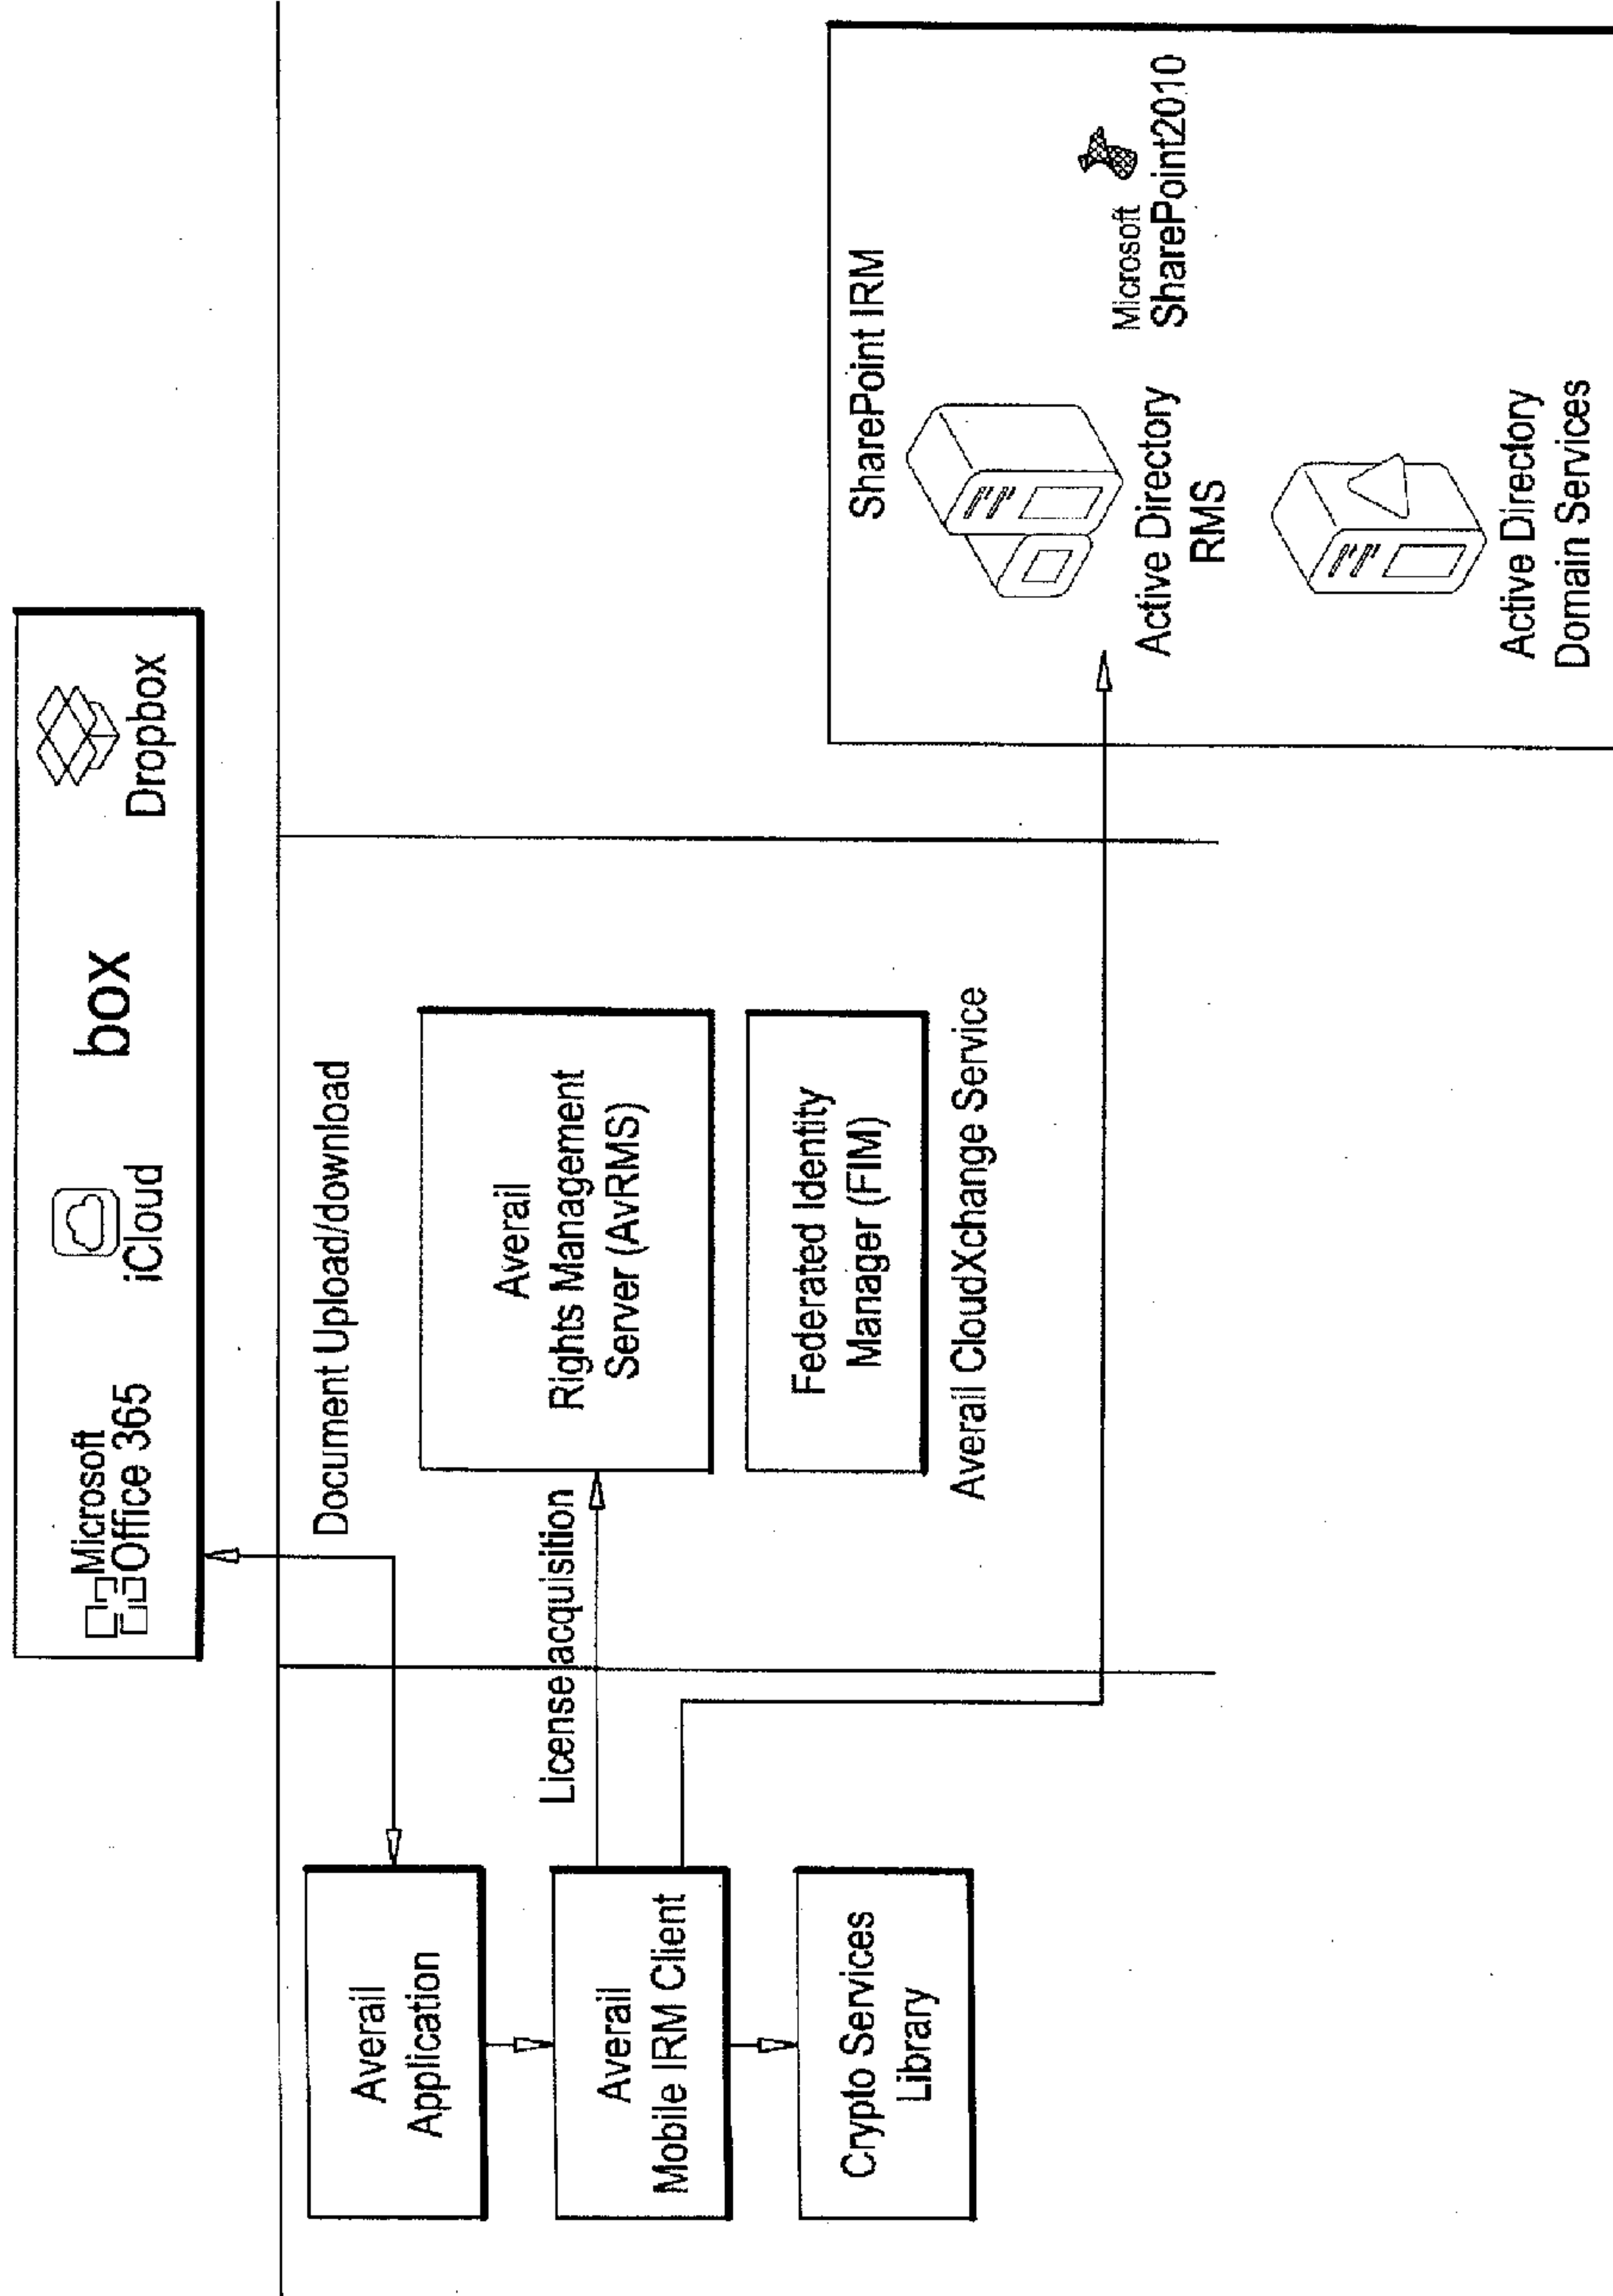 Microsoft
Office 365
iCloud
box
Dropbox
Document Upload/download
Averail
Application
Averail
Mobile IRM Client
Crypto Services
Library
License acquisition
Averail
Rights Management
Server (AvRMS)
Federated Identity
Manager (FIM)
Averail CloudXchange Service
SharePoint IRM
Active Directory
RMS
Microsoft
SharePoint2010
Active Directory
Domain Services